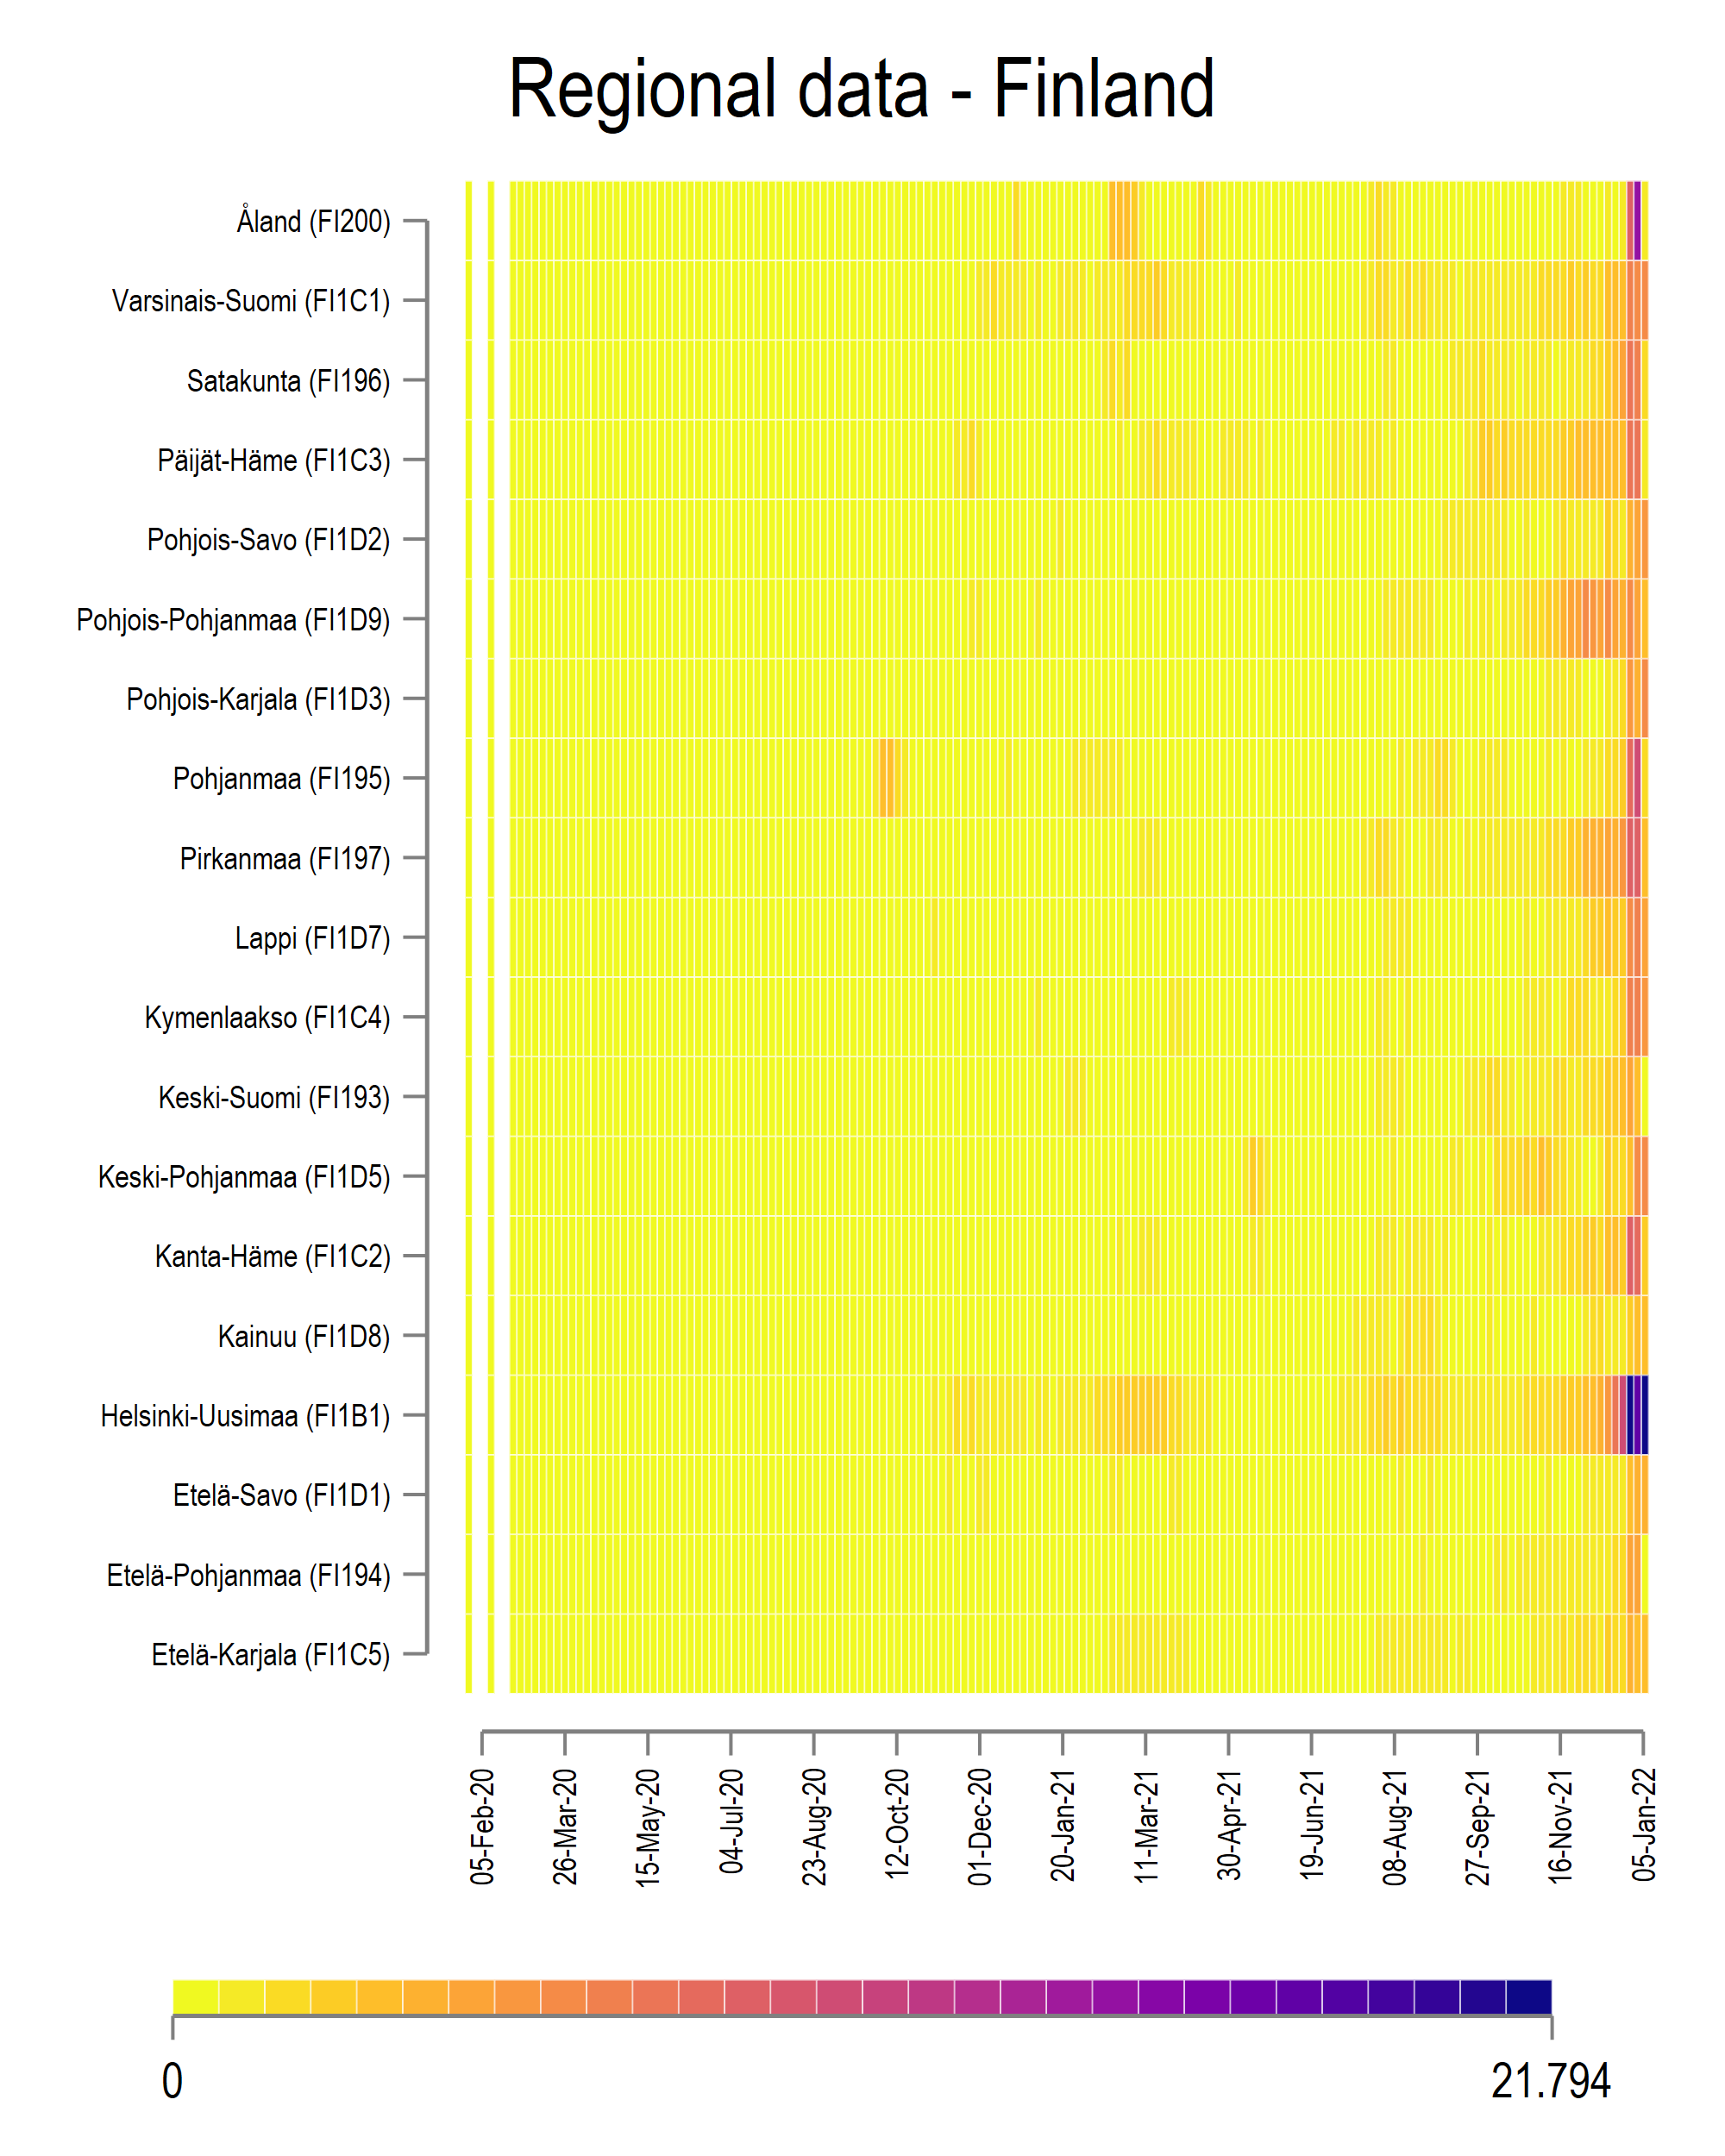 Regional data - Finland
Åland (FI200)
Varsinais-Suomi (FI1C1)
Satakunta (FI196)
Päijät-Häme (FI1C3)
Pohjois-Savo (FI1D2)
Pohjois-Pohjanmaa (FI1D9)
Pohjois-Karjala (FI1D3)
Pohjanmaa (FI195)
Pirkanmaa (FI197)
Lappi (FI1D7)
Kymenlaakso (FI1C4)
Keski-Suomi (FI193)
Keski-Pohjanmaa (FI1D5)
Kanta-Häme (FI1C2)
Kainuu (FI1D8)
Helsinki-Uusimaa (FI1B1)
Etelä-Savo (FI1D1)
Etelä-Pohjanmaa (FI194)
Etelä-Karjala (FI1C5)
05-Feb-20
26-Mar-20
15-May-20
04-Jul-20
23-Aug-20
12-Oct-20
01-Dec-20
20-Jan-21
11-Mar-21
30-Apr-21
19-Jun-21
08-Aug-21
27-Sep-21
16-Nov-21
05-Jan-22
0
21.794